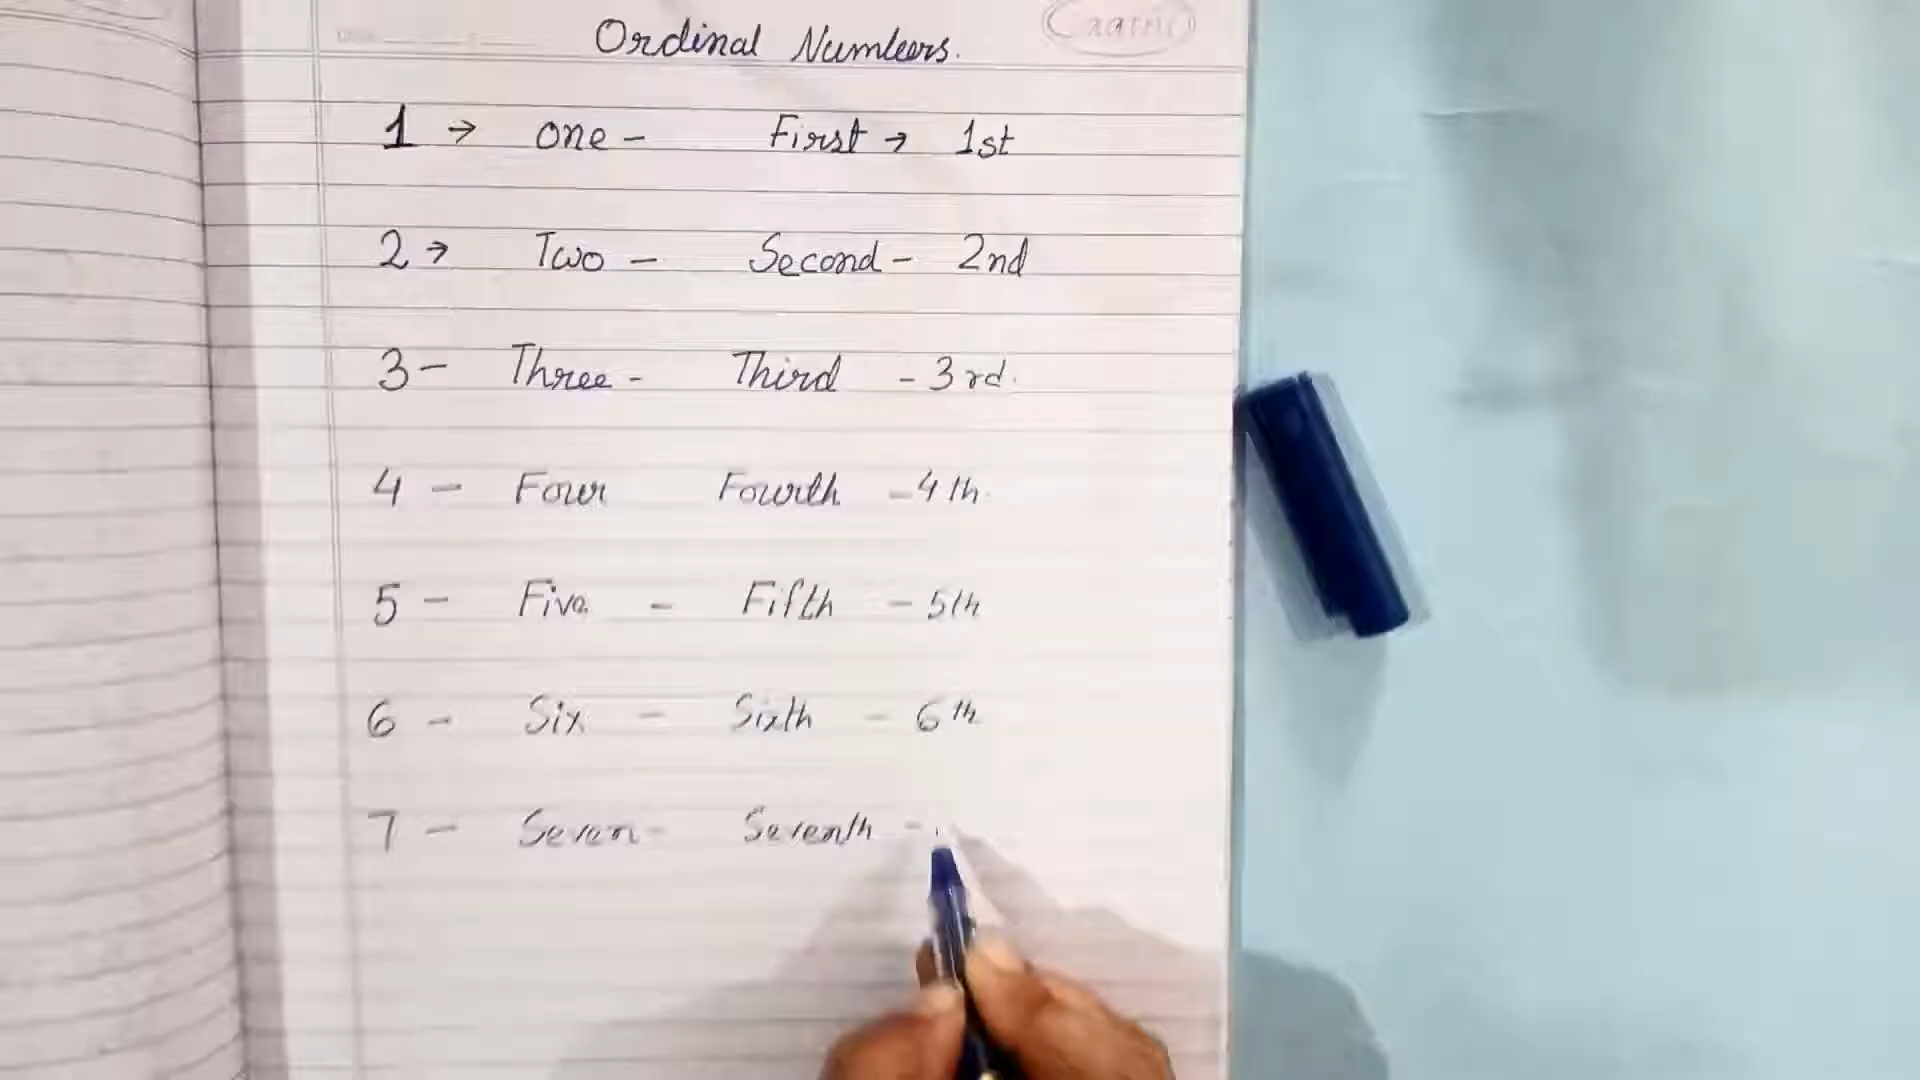 Ordinal Numbers.
1 → One - First → 1st
2 → Two - Second - 2nd
3 - Three - Third - 3rd.
4 - Four Fourth - 4th.
5 - Five - Fifth - 5th
6 - Six - Sixth - 6th
7 - Seven - Seventh -